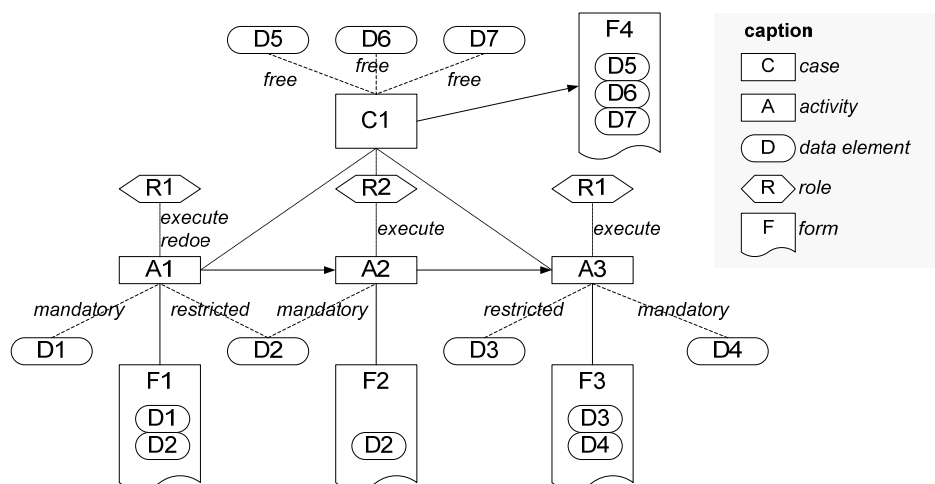 D5 D6 D7 F4 caption
free free free D5 C case
D6
C1 D7 A activity
D data element
R1 R2 R1 R role
execute F form
redoe execute execute
A1 A2 A3
mandatory restricted mandatory restricted mandatory
D1 D2 D3 D4
F1 F2 F3
D1 D3
D2 D2 D4